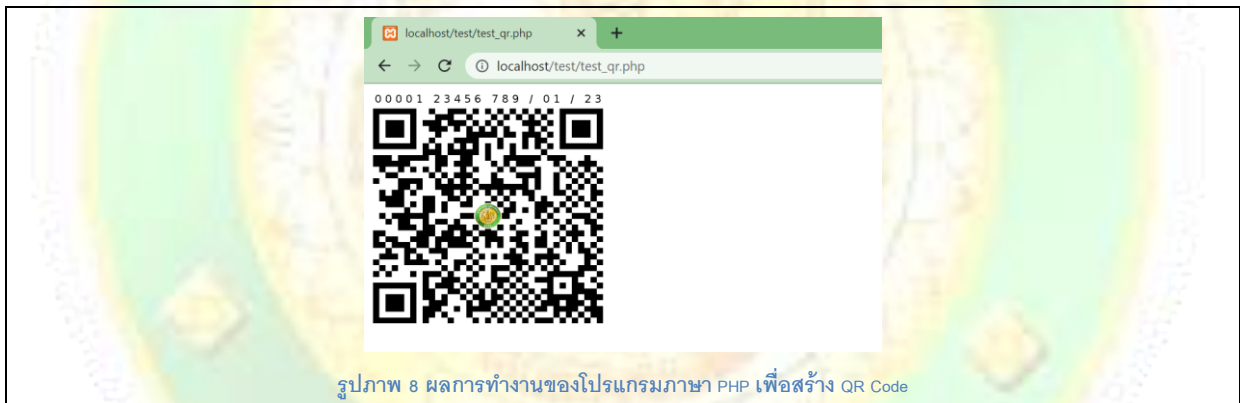 localhost/test/test_qr.php
localhost/test/test_qr.php
00001 23456 789 / 01 / 23
รูปภาพ 8 ผลการทำงานของโปรแกรมภาษา PHP เพื่อสร้าง QR Code